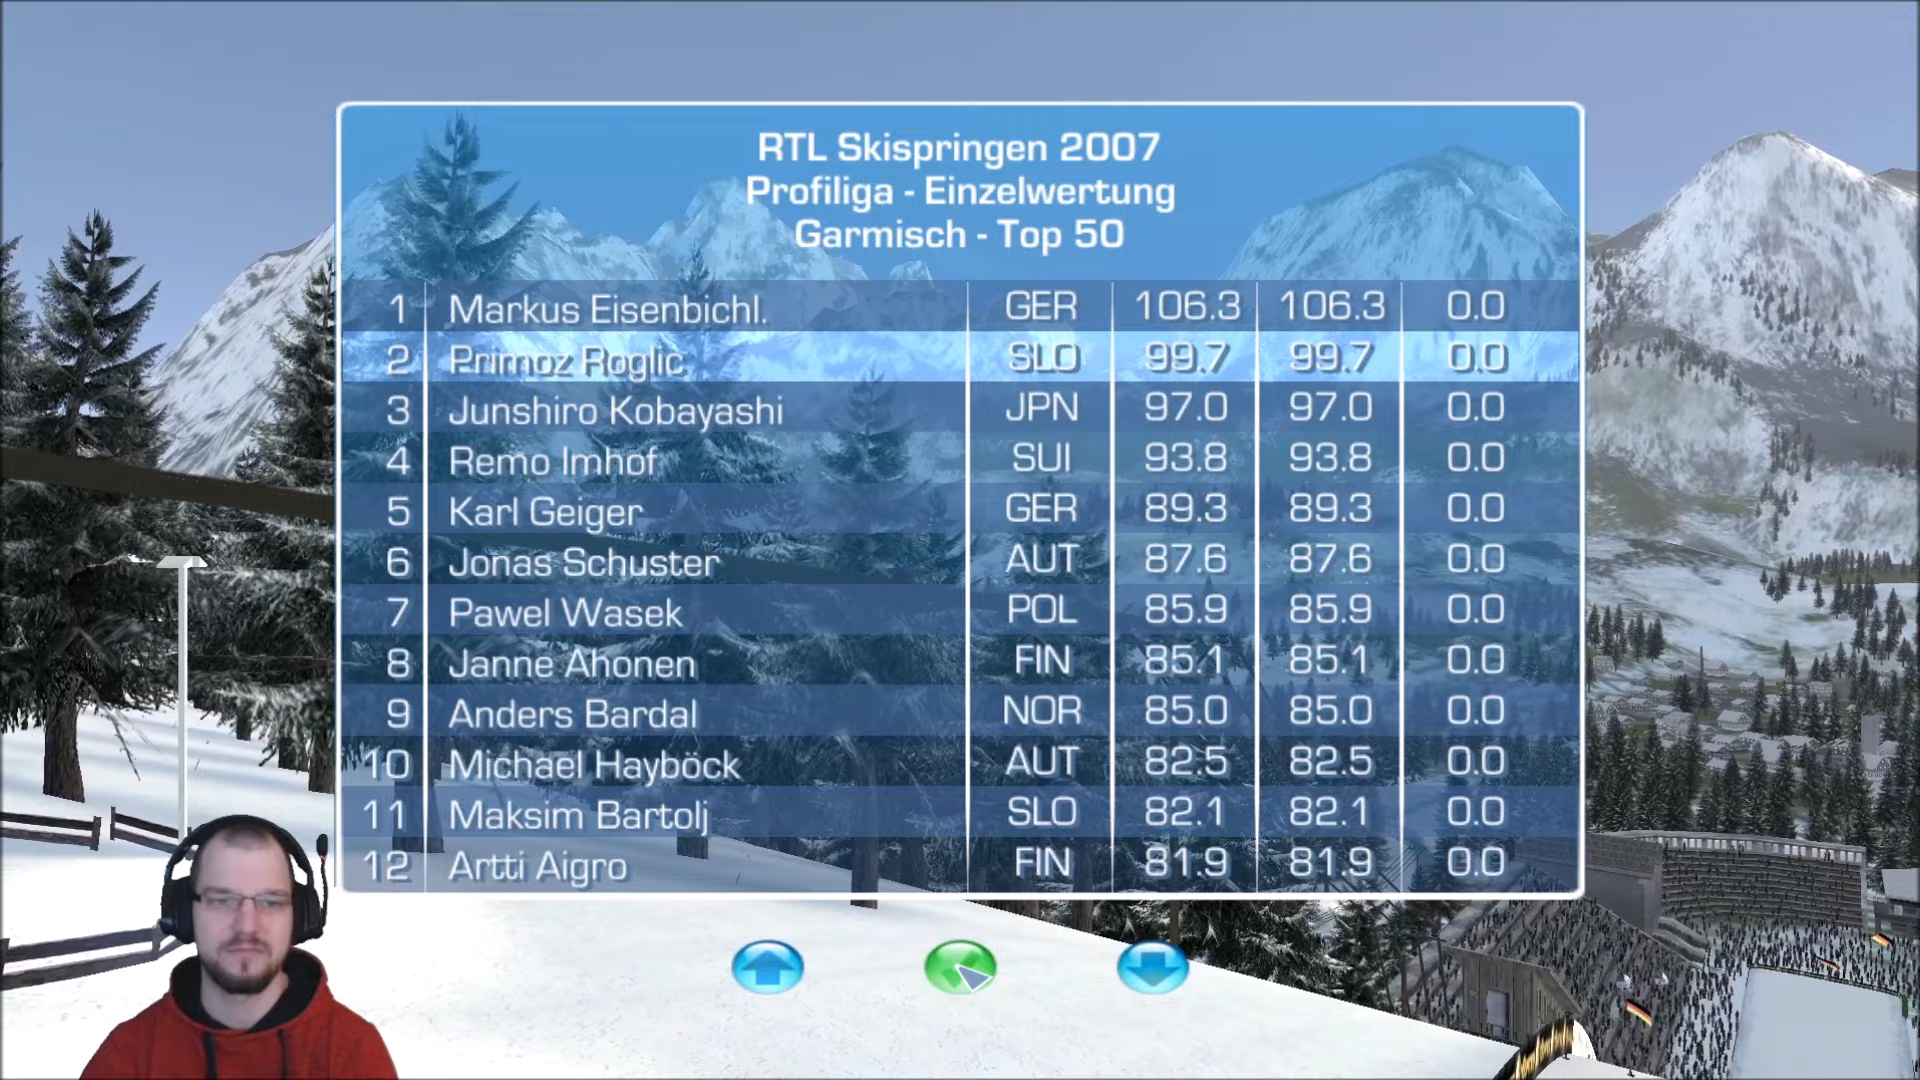 RTL Skispringen 2007
Profiliga - Einzelwertung
Garmisch - Top 50
1 Markus Eisenbichl. GER 106.3 106.3 0.0
2 Primoz Roglic SLO 99.7 99.7 0.0
3 Junshiro Kobayashi JPN 97.0 97.0 0.0
4 Remo Imhof SUI 93.8 93.8 0.0
5 Karl Geiger GER 89.3 89.3 0.0
6 Jonas Schuster AUT 87.6 87.6 0.0
7 Pawel Wasek POL 85.9 85.9 0.0
8 Janne Ahonen FIN 85.1 85.1 0.0
9 Anders Bardal NOR 85.0 85.0 0.0
10 Michael Hayböck AUT 82.5 82.5 0.0
11 Maksim Bartolj SLO 82.1 82.1 0.0
12 Artti Aigro FIN 81.9 81.9 0.0